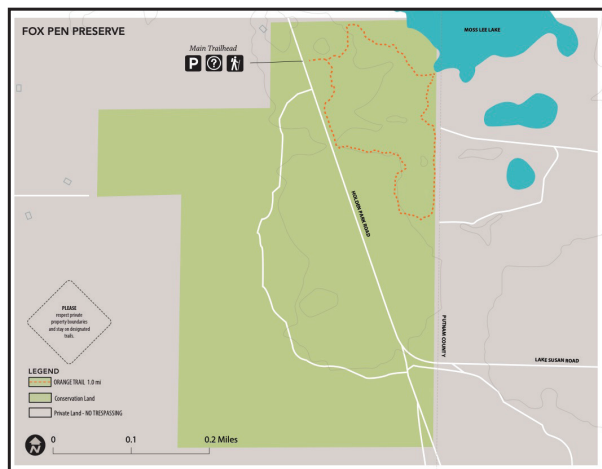 FOX PEN PRESERVE
MOSS LEE LAKE
Main Trailhead
P ?
HOLDEN PARK ROAD
PUTNAM COUNTY
LAKE SUSAN ROAD
PLEASE
respect private
property boundaries
and stay on designated
trails.
LEGEND
ORANGE TRAIL 1.0 mi
Conservation Land
Private Land - NO TRESPASSING
N
0 0.1 0.2 Miles